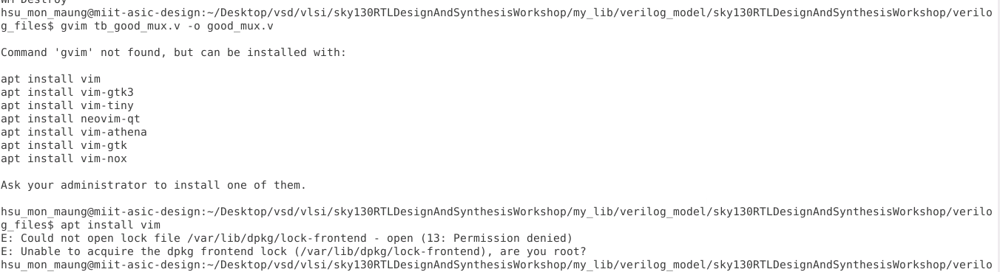 WM Destroy
hsu_mon_maung@miit-asic-design:~/Desktop/vsd/vlsi/sky130RTLDesignAndSynthesisWorkshop/my_lib/verilog_model/sky130RTLDesignAndSynthesisWorkshop/verilo
g_files$ gvim tb_good_mux.v -o good_mux.v
Command 'gvim' not found, but can be installed with:
apt install vim
apt install vim-gtk3
apt install vim-tiny
apt install neovim-qt
apt install vim-athena
apt install vim-gtk
apt install vim-nox
Ask your administrator to install one of them.
hsu_mon_maung@miit-asic-design:~/Desktop/vsd/vlsi/sky130RTLDesignAndSynthesisWorkshop/my_lib/verilog_model/sky130RTLDesignAndSynthesisWorkshop/verilo
g_files$ apt install vim
E: Could not open lock file /var/lib/dpkg/lock-frontend - open (13: Permission denied)
E: Unable to acquire the dpkg frontend lock (/var/lib/dpkg/lock-frontend), are you root?
hsu_mon_maung@miit-asic-design:~/Desktop/vsd/vlsi/sky130RTLDesignAndSynthesisWorkshop/my_lib/verilog_model/sky130RTLDesignAndSynthesisWorkshop/verilo